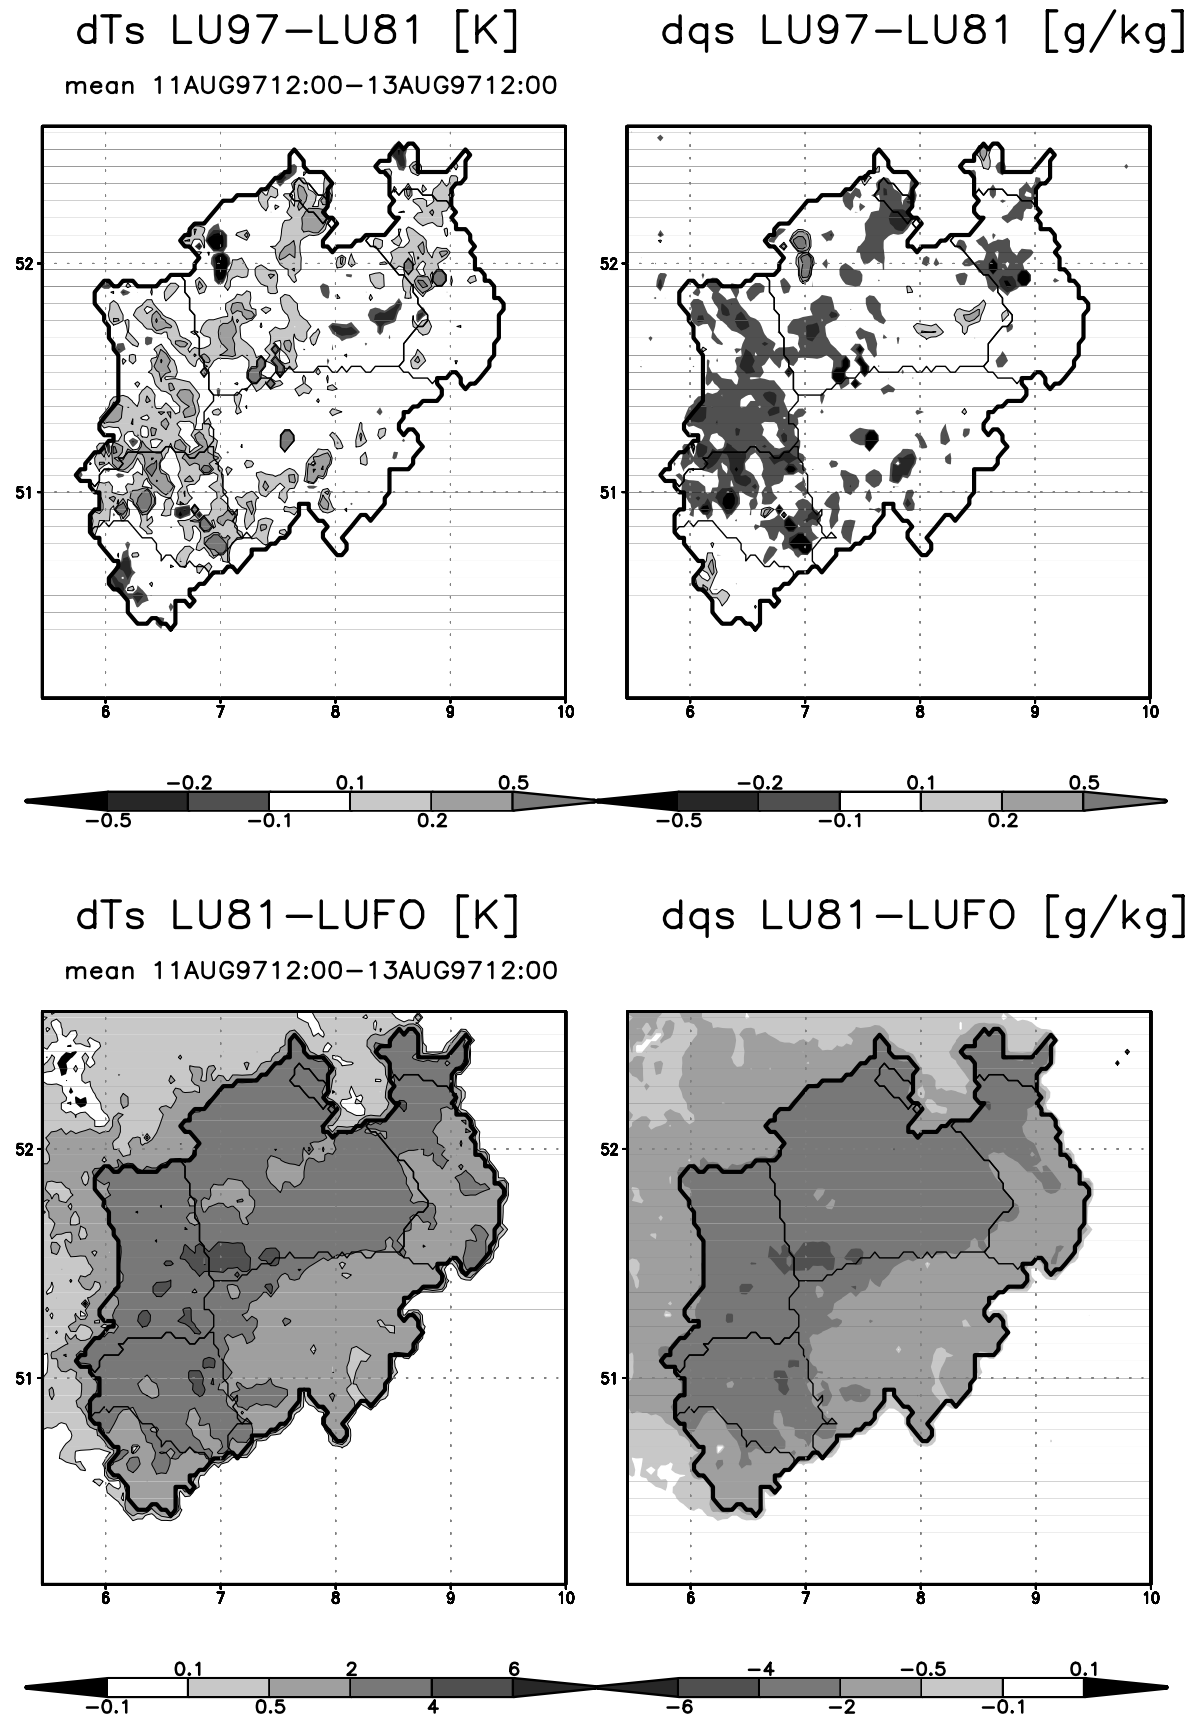 dTs LU97−LU81 [K]
dqs LU97−LU81 [g/kg]
mean 11AUG9712:00−13AUG9712:00
52
51
6 7 8 9 10
52
51
6 7 8 9 10
−0.2 0.1 0.5
−0.5 −0.1 0.2
−0.2 0.1 0.5
−0.5 −0.1 0.2
dTs LU81−LUFO [K]
dqs LU81−LUFO [g/kg]
mean 11AUG9712:00−13AUG9712:00
52
51
6 7 8 9 10
52
51
6 7 8 9 10
0.1 2 6
−0.1 0.5 4
−4 −0.5 0.1
−6 −2 −0.1